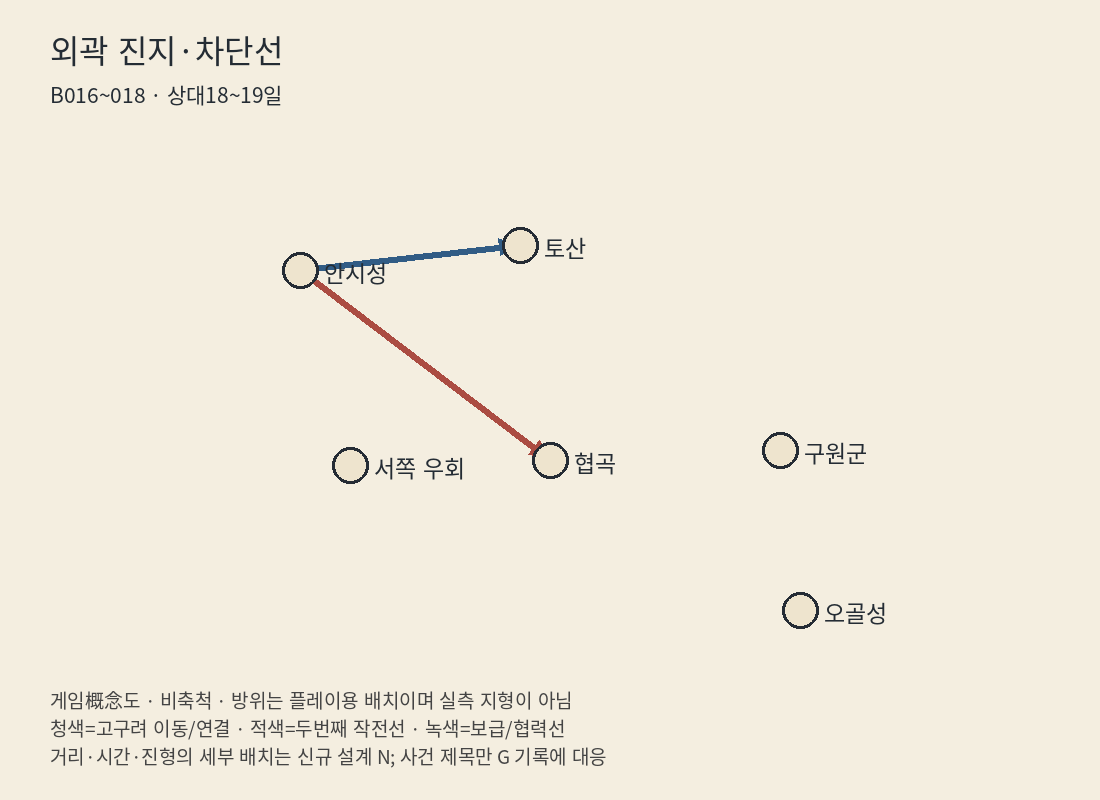 외곽 진지·차단선
B016~018 · 상대18~19일
토산
안시성
구원군
협곡
서쪽 우회
오골성
게임概念도 · 비축척 · 방위는 플레이용 배치이며 실측 지형이 아님
청색=고구려 이동/연결 · 적색=두번째 작전선 · 녹색=보급/협력선
거리·시간·진형의 세부 배치는 신규 설계 N; 사건 제목만 G 기록에 대응